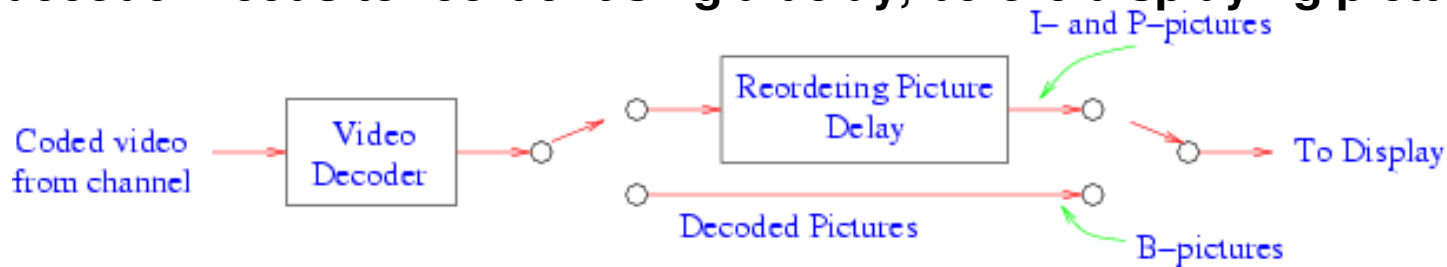 I– and P–pictures
Coded video
from channel
Video
Decoder
Reordering Picture
Delay
To Display
Decoded Pictures
B–pictures